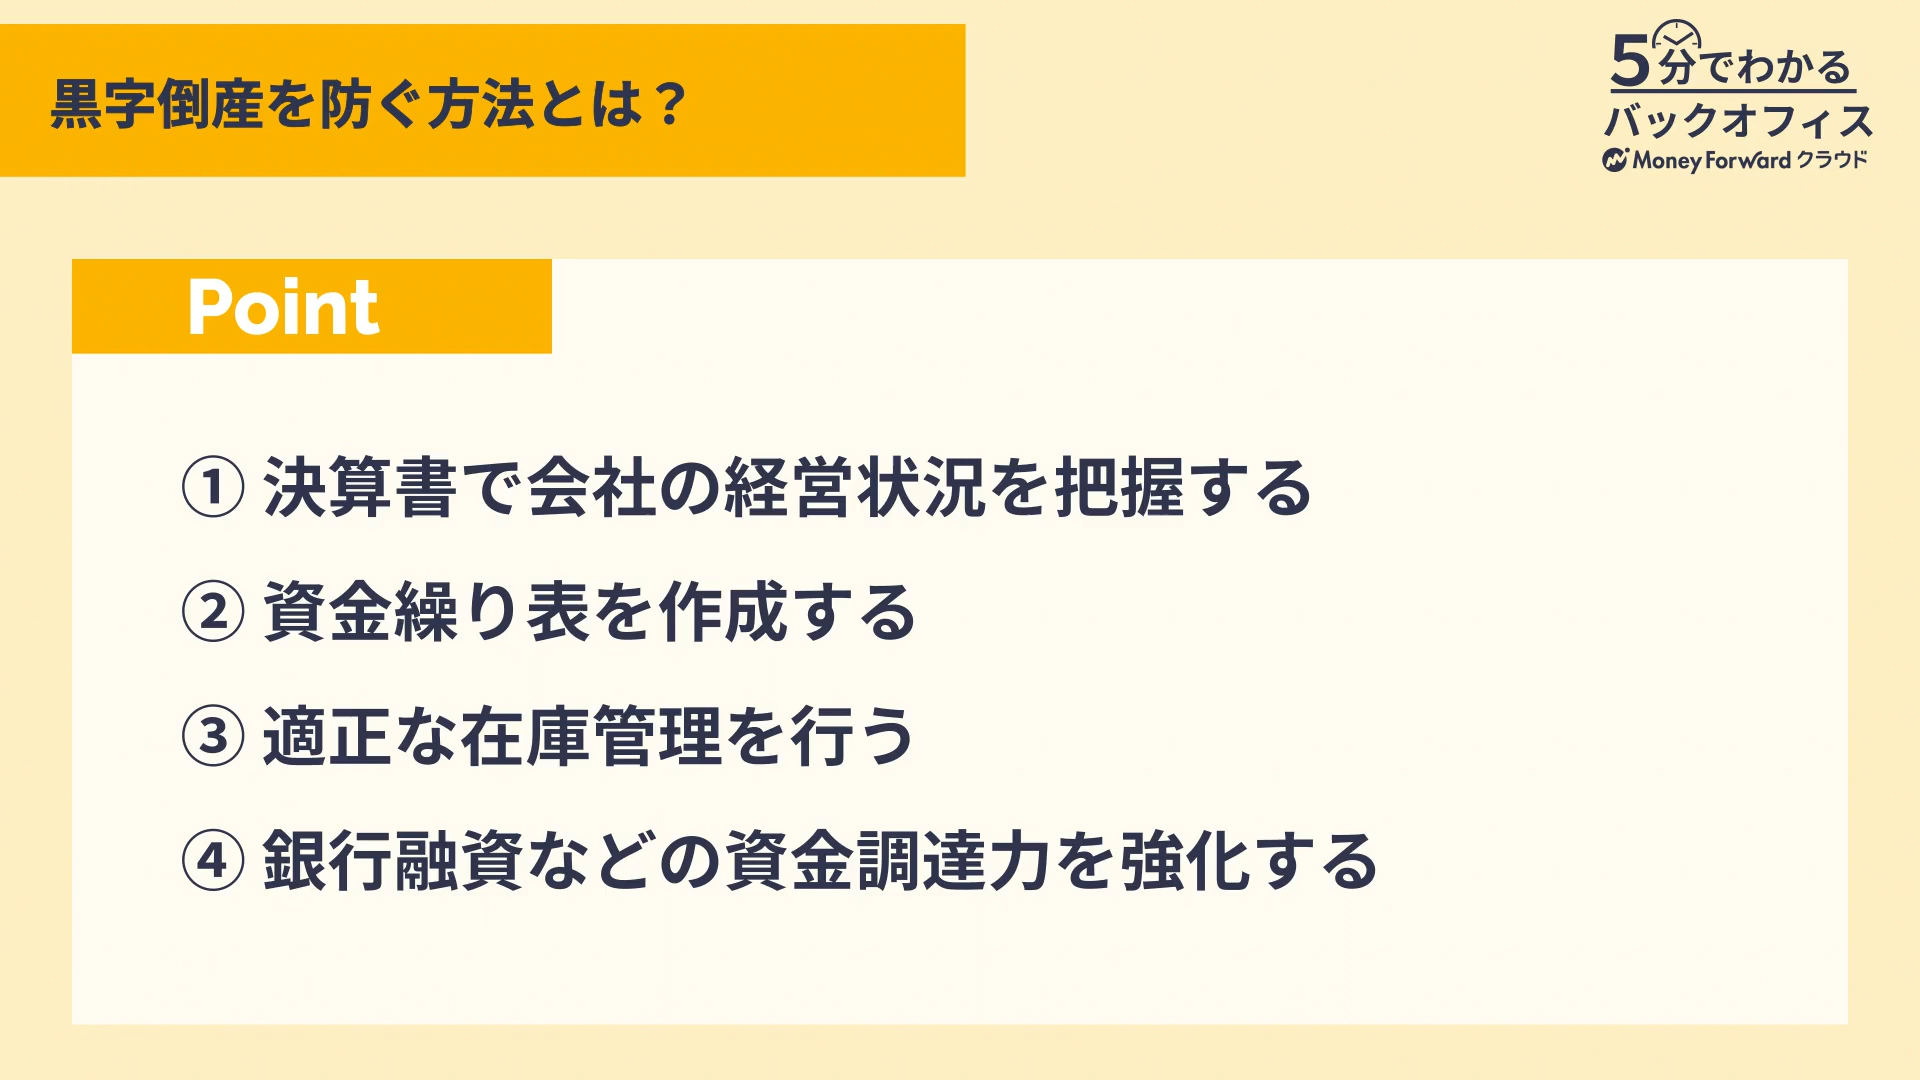 黒字倒産を防ぐ方法とは？
5分でわかる
バックオフィス
Money Forward クラウド
Point
① 決算書で会社の経営状況を把握する
② 資金繰り表を作成する
③ 適正な在庫管理を行う
④ 銀行融資などの資金調達力を強化する